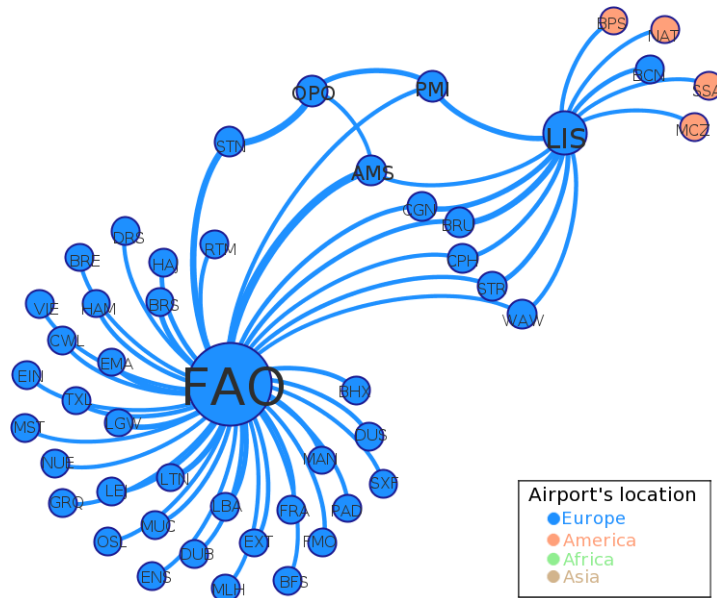 BPS
NAT
BCN
SSA
OPO
PMI
MCZ
LIS
STN
AMS
CGN
BRU
DRS
RTM
BRE
HAJ
CPH
STR
VIE
HAM
BRS
WAW
CWL
EMA
EIN
FAO
BHX
TXL
LGW
MST
DUS
NUE
MAN
LTN
SXF
GRQ
LEI
LBA
FRA
PAD
MUC
OSL
EXT
FMO
DUB
ENS
MLH
BFS
Airport's location
Europe
America
Africa
Asia